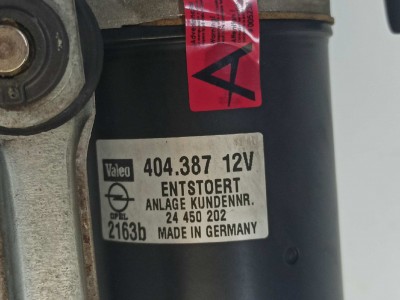 A
Valeo 404.387 12V
ENTSTOERT
OPEL ANLAGE KUNDENNR.
24 450 202
2163b MADE IN GERMANY